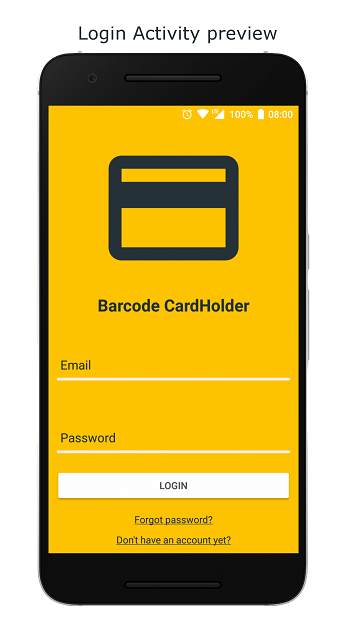 Login Activity preview
100% 08:00
Barcode CardHolder
Email
Password
LOGIN
Forgot password?
Don't have an account yet?